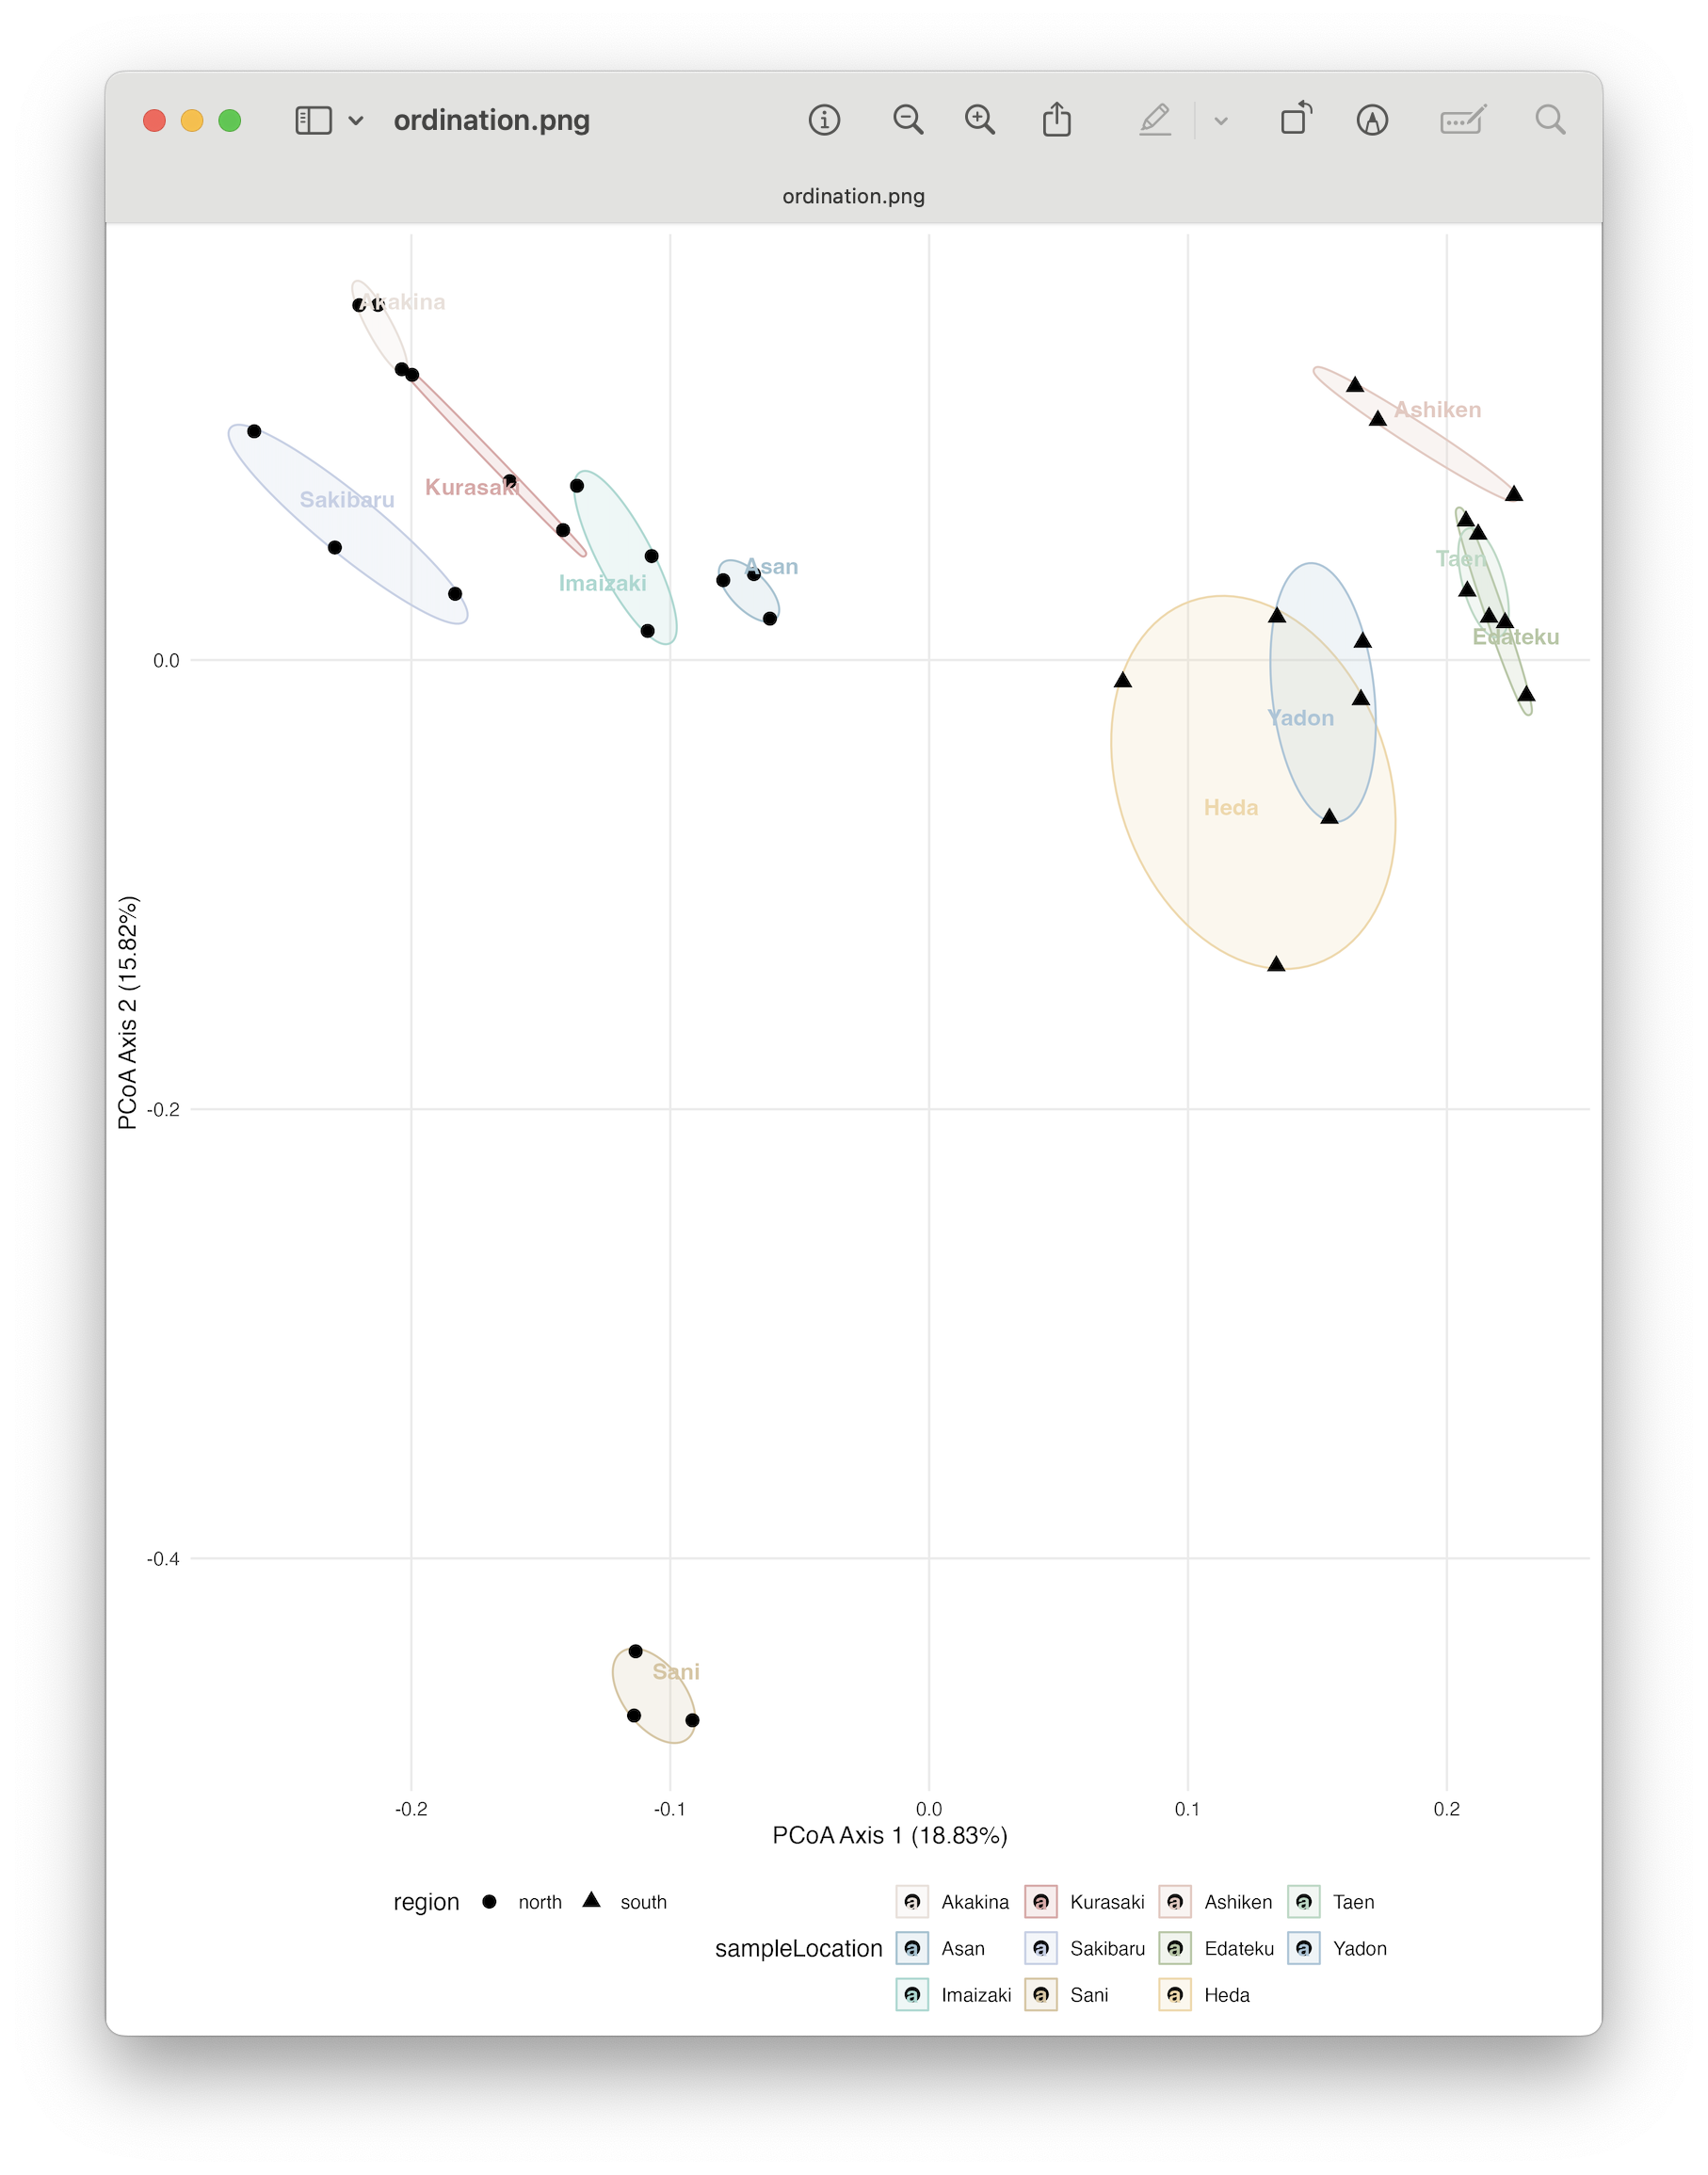 ordination.png
ordination.png
Akakina
Ashiken
Kurasaki
Sakibaru
Taen
Asan
Imaizaki
Edateku
0.0
Yadon
Heda
PCoA Axis 2 (15.82%)
-0.2
-0.4
Sani
-0.2 -0.1 0.0 0.1 0.2
PCoA Axis 1 (18.83%)
region north south
sampleLocation
a Akakina a Kurasaki a Ashiken a Taen
a Asan a Sakibaru a Edateku a Yadon
a Imaizaki a Sani a Heda